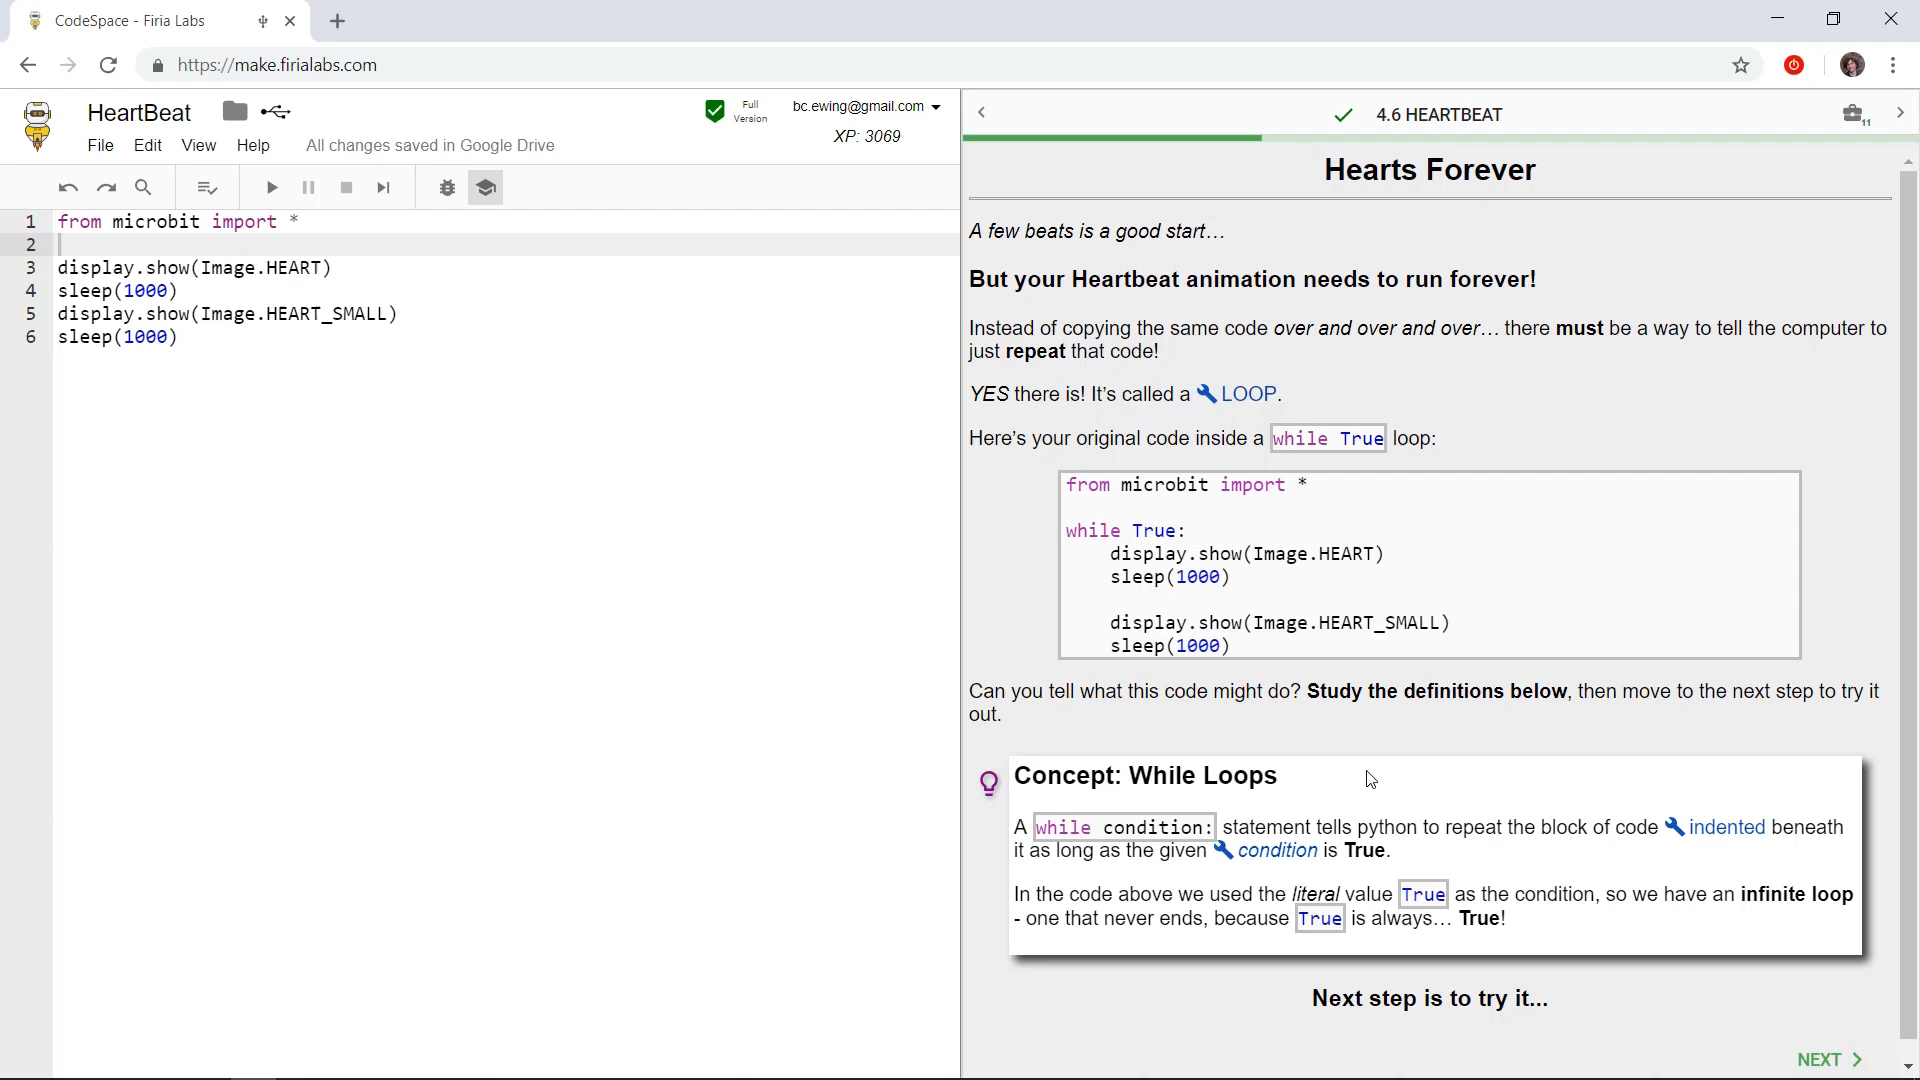 CodeSpace - Firia Labs
https://make.firialabs.com
HeartBeat
Full
Version
bc.ewing@gmail.com
XP: 3069
File Edit View Help All changes saved in Google Drive
1 from microbit import *
2
3 display.show(Image.HEART)
4 sleep(1000)
5 display.show(Image.HEART_SMALL)
6 sleep(1000)
4.6 HEARTBEAT
11
Hearts Forever
A few beats is a good start…
But your Heartbeat animation needs to run forever!
Instead of copying the same code over and over and over… there must be a way to tell the computer to
just repeat that code!
YES there is! It’s called a LOOP.
Here’s your original code inside a while True loop:
from microbit import *
while True:
display.show(Image.HEART)
sleep(1000)
display.show(Image.HEART_SMALL)
sleep(1000)
Can you tell what this code might do? Study the definitions below, then move to the next step to try it
out.
Concept: While Loops
A while condition: statement tells python to repeat the block of code indented beneath
it as long as the given condition is True.
In the code above we used the literal value True as the condition, so we have an infinite loop
- one that never ends, because True is always… True!
Next step is to try it...
NEXT